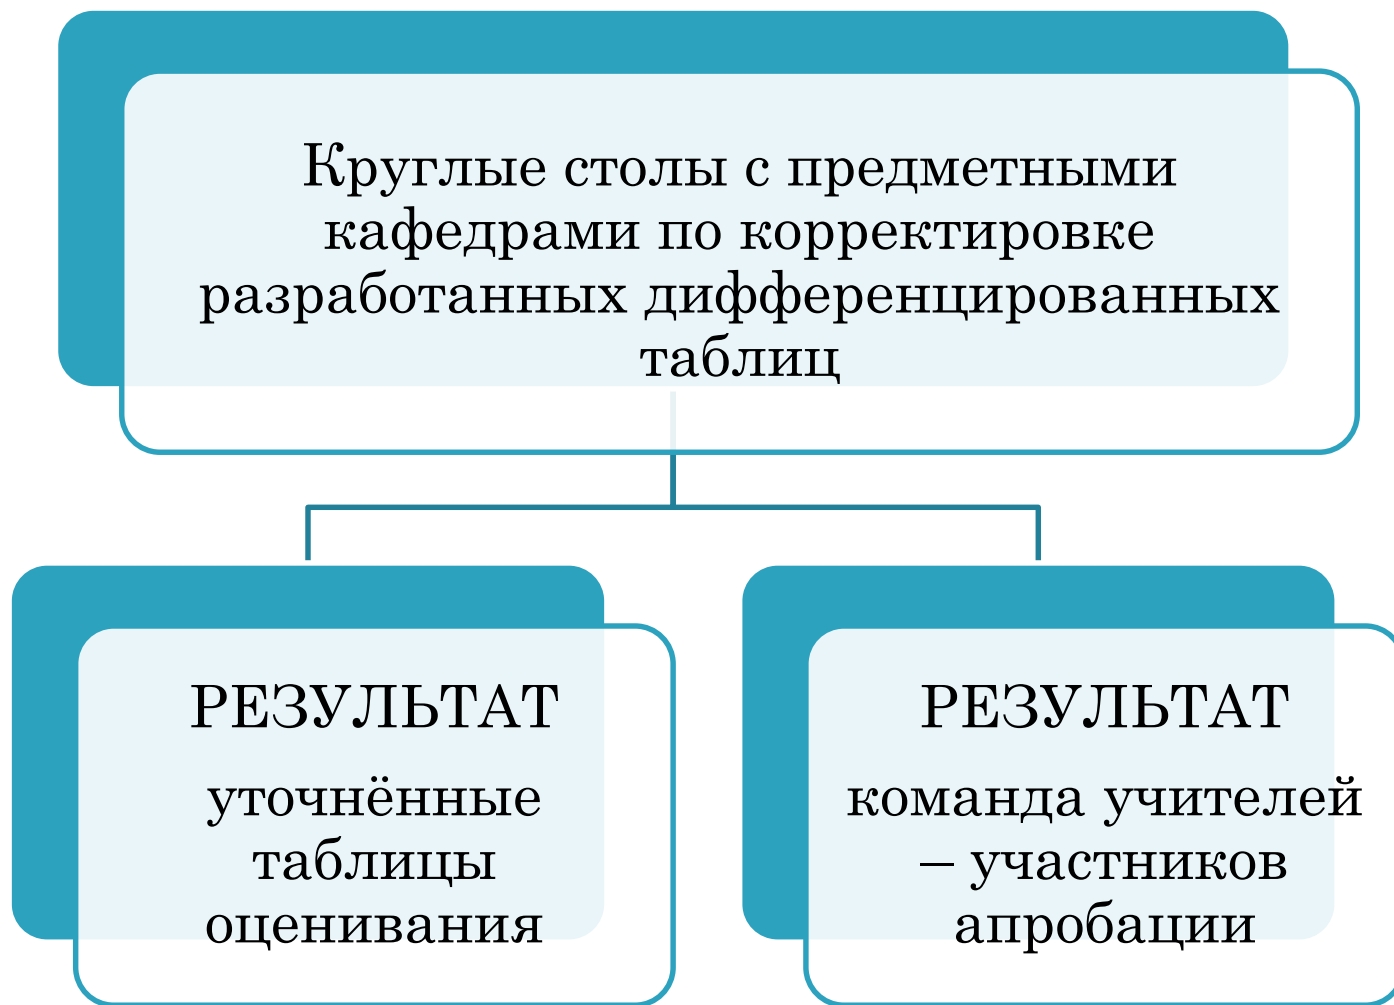 Круглые столы с предметными
кафедрами по корректировке
разработанных дифференцированных
таблиц
РЕЗУЛЬТАТ
уточнённые
таблицы
оценивания
РЕЗУЛЬТАТ
команда учителей
– участников
апробации